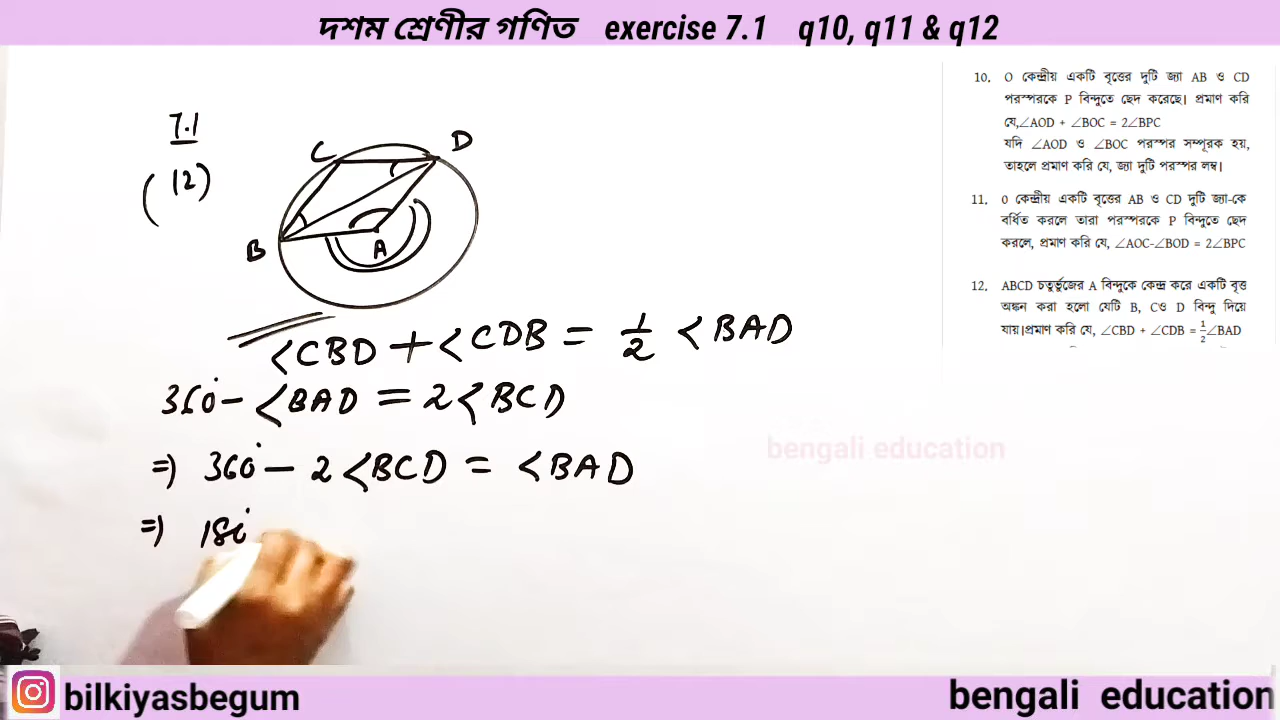 দশম শ্রেণীর গণিত exercise 7.1 q10, q11 & q12
7.1
(12)
C D
B A
<CBD + <CDB = 1/2 <BAD
360° - <BAD = 2<BCD
=) 360° - 2<BCD = <BAD
=) 180°
10. O কেন্দ্রীয় একটি বৃত্তের দুটি জ্যা AB ও CD
পরস্পরকে P বিন্দুতে ছেদ করেছে। প্রমাণ করি
যে,∠AOD + ∠BOC = 2∠BPC
যদি ∠AOD ও ∠BOC পরস্পর সম্পূরক হয়,
তাহলে প্রমাণ করি যে, জ্যা দুটি পরস্পর লম্ব।
11. 0 কেন্দ্রীয় একটি বৃত্তের AB ও CD দুটি জ্যা-কে
বর্ধিত করলে তারা পরস্পরকে P বিন্দুতে ছেদ
করলে, প্রমাণ করি যে, ∠AOC-∠BOD = 2∠BPC
12. ABCD চতুর্ভুজের A বিন্দুকে কেন্দ্র করে একটি বৃত্ত
অঙ্কন করা হলো যেটি B, Cও D বিন্দু দিয়ে
যায়।প্রমাণ করি যে, ∠CBD + ∠CDB = 1/2∠BAD
bengali education
bilkiyasbegum
bengali education